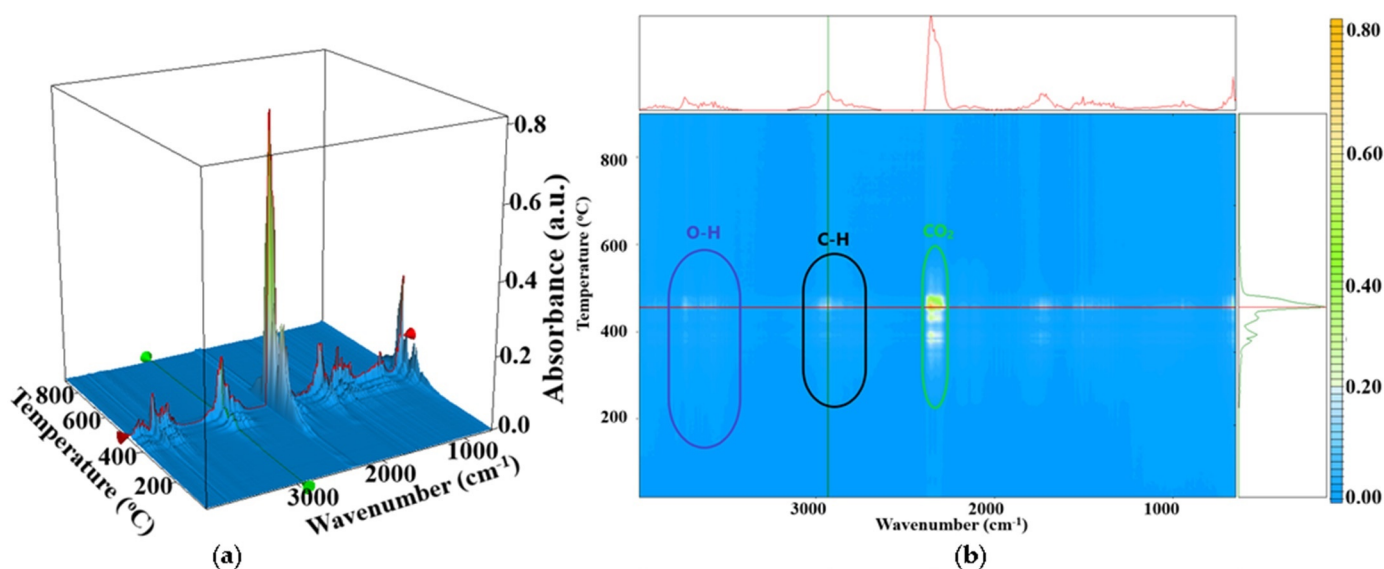 0.8
0.6
0.4
0.2
0.0
Absorbance (a.u.)
800
600
400
200
Temperature (°C)
3000
2000
1000
Wavenumber (cm-1)
(a)
800
600
400
200
Temperature (°C)
O-H
C-H
CO2
3000
2000
1000
Wavenumber (cm-1)
0.80
0.60
0.40
0.20
0.00
(b)